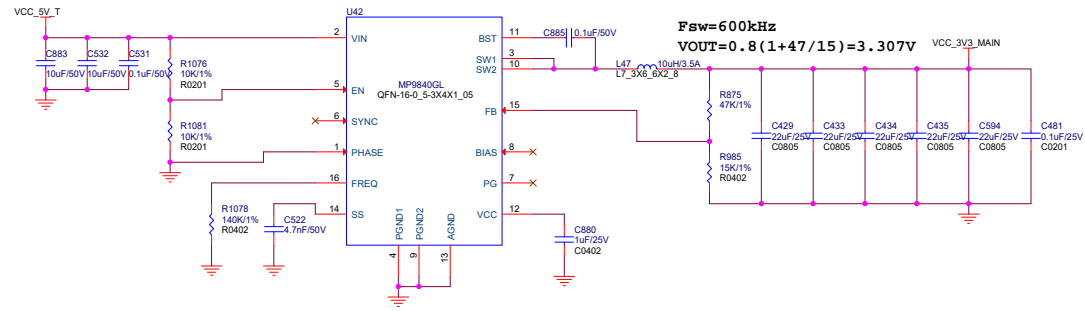 VCC_5V_T
C883
10uF/50V
C532
10uF/50V
C531
0.1uF/50V
R1076
10K/1%
R0201
R1081
10K/1%
R0201
R1078
140K/1%
R0402
C522
4.7nF/50V
U42
MP9840GL
QFN-16-0_5-3X4X1_05
2
VIN
5
EN
6
SYNC
1
PHASE
16
FREQ
14
SS
4
PGND1
9
PGND2
13
AGND
11
BST
3
SW1
10
SW2
15
FB
8
BIAS
7
PG
12
VCC
C885
0.1uF/50V
L47
10uH/3.5A
L7_3X6_6X2_8
C880
1uF/25V
C0402
Fsw=600kHz
VOUT=0.8(1+47/15)=3.307V
VCC_3V3_MAIN
R875
47K/1%
R985
15K/1%
R0402
C429
22uF/25V
C0805
C433
22uF/25V
C0805
C434
22uF/25V
C0805
C435
22uF/25V
C0805
C594
22uF/25V
C0805
C481
0.1uF/25V
C0201